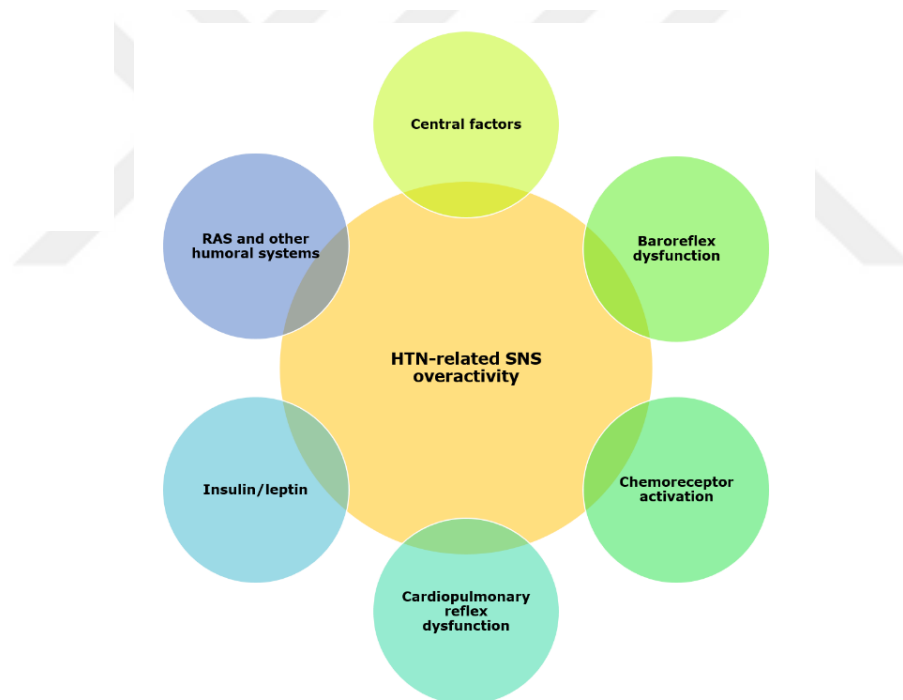 Central factors
RAS and other
humoral systems
Baroreflex
dysfunction
HTN-related SNS
overactivity
Insulin/leptin
Chemoreceptor
activation
Cardiopulmonary
reflex
dysfunction